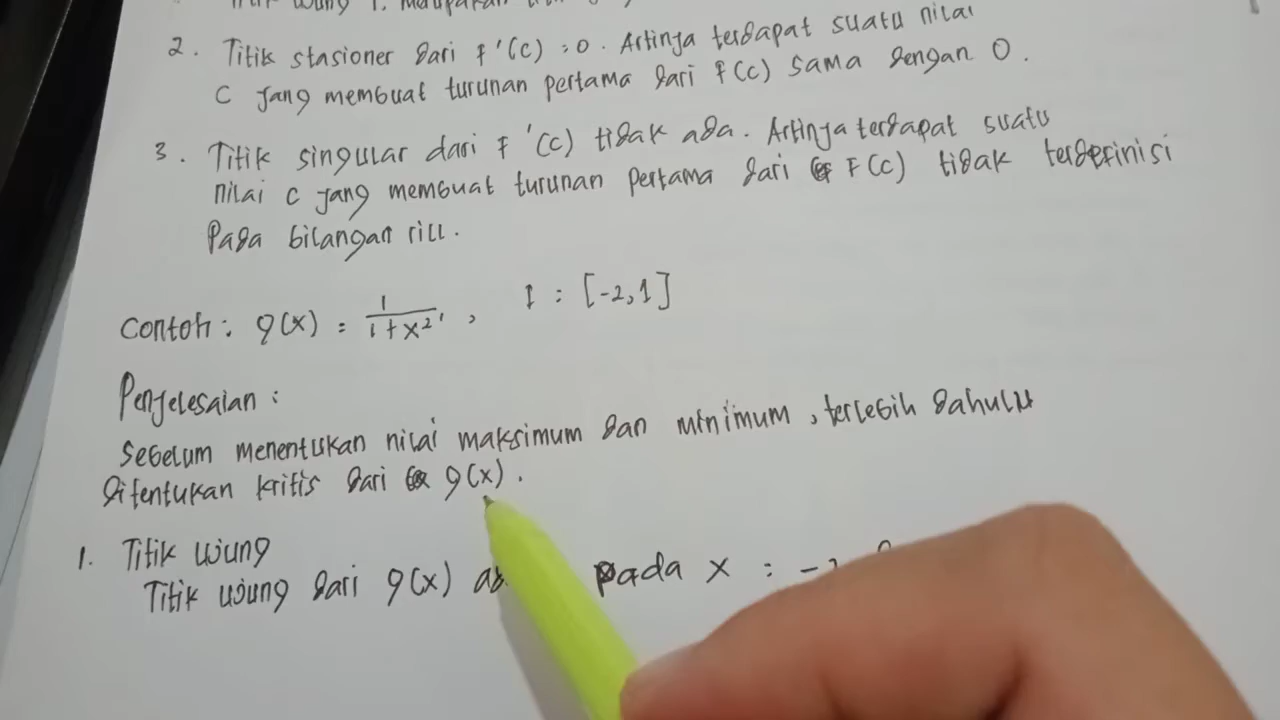 2. Titik stasioner dari f'(c) = 0. Artinya terdapat suatu nilai
c yang membuat turunan pertama dari f(c) sama dengan 0.
3. Titik singular dari f'(c) tidak ada. Artinya terdapat suatu
nilai c yang membuat turunan pertama dari F(c) tidak terdefinisi
Pada bilangan rill.
Contoh: g(x) = 1/(1+x²), I : [-2,1]
Penyelesaian :
Sebelum menentukan nilai maksimum dan minimum, terlebih dahulu
ditentukan kritis dari g(x).
1. Titik ujung
Titik ujung dari g(x) pada x =